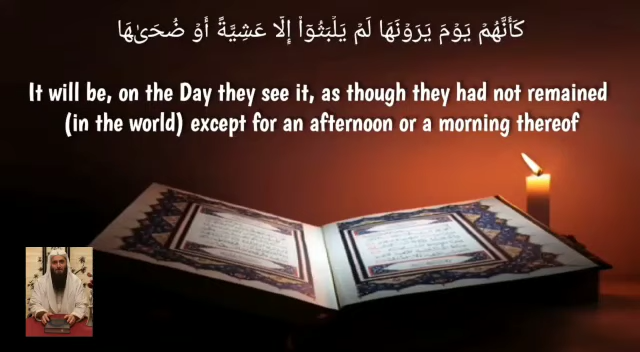 كَأَنَّهُمْ يَوْمَ يَرَوْنَهَا لَمْ يَلْبَثُوٓا۟ إِلَّا عَشِيَّةً أَوْ ضُحَىٰهَا
It will be, on the Day they see it, as though they had not remained
(in the world) except for an afternoon or a morning thereof